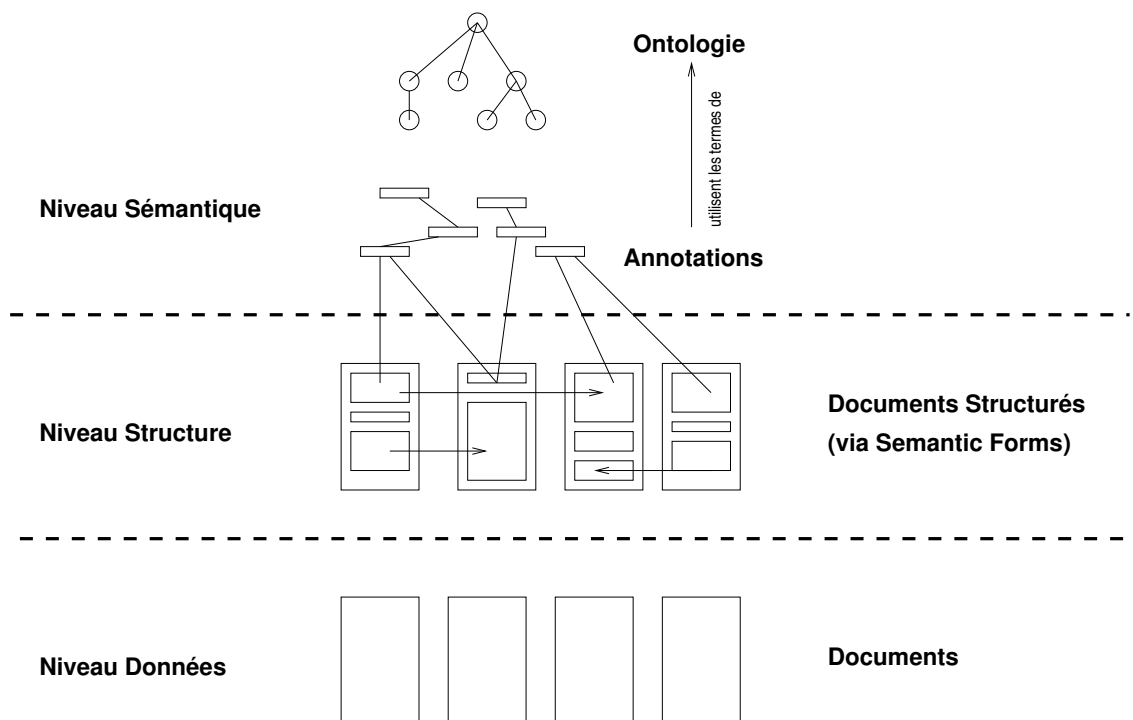 Ontologie
utilisent les termes de
Niveau Sémantique
Annotations
Niveau Structure
Documents Structurés
(via Semantic Forms)
Niveau Données
Documents